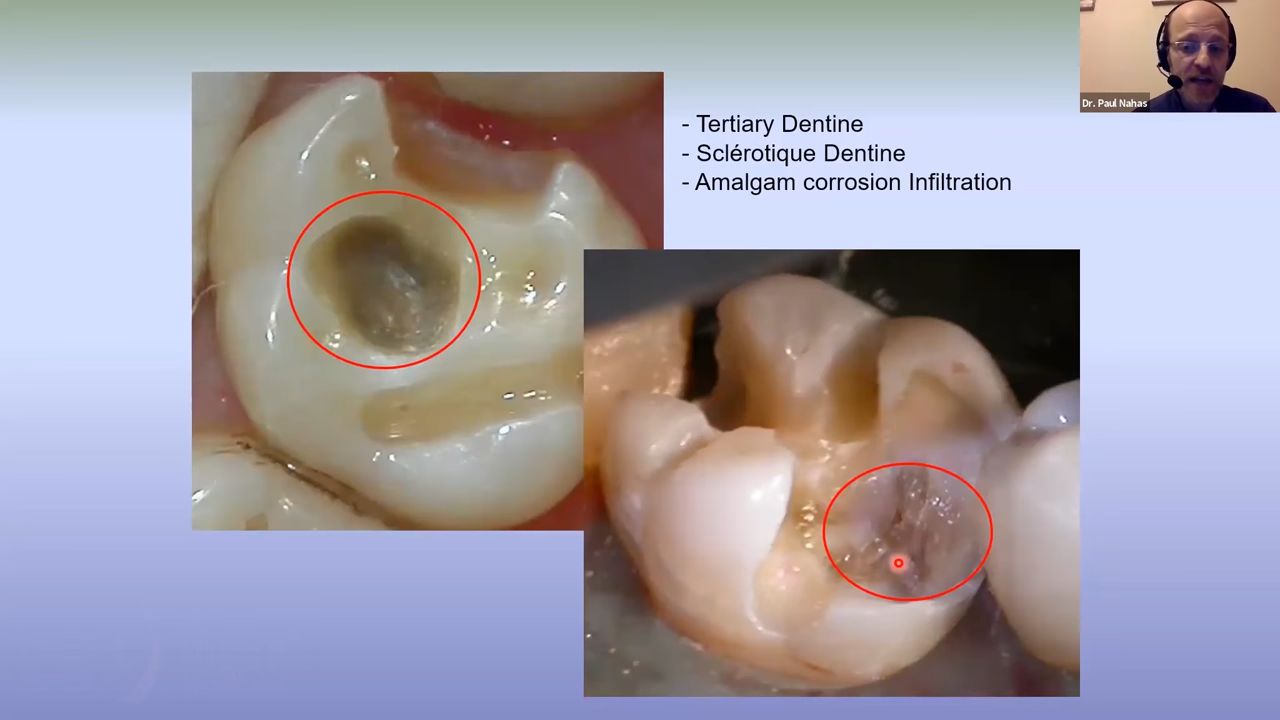 - Tertiary Dentine
- Sclérotique Dentine
- Amalgam corrosion Infiltration
Dr. Paul Nahas